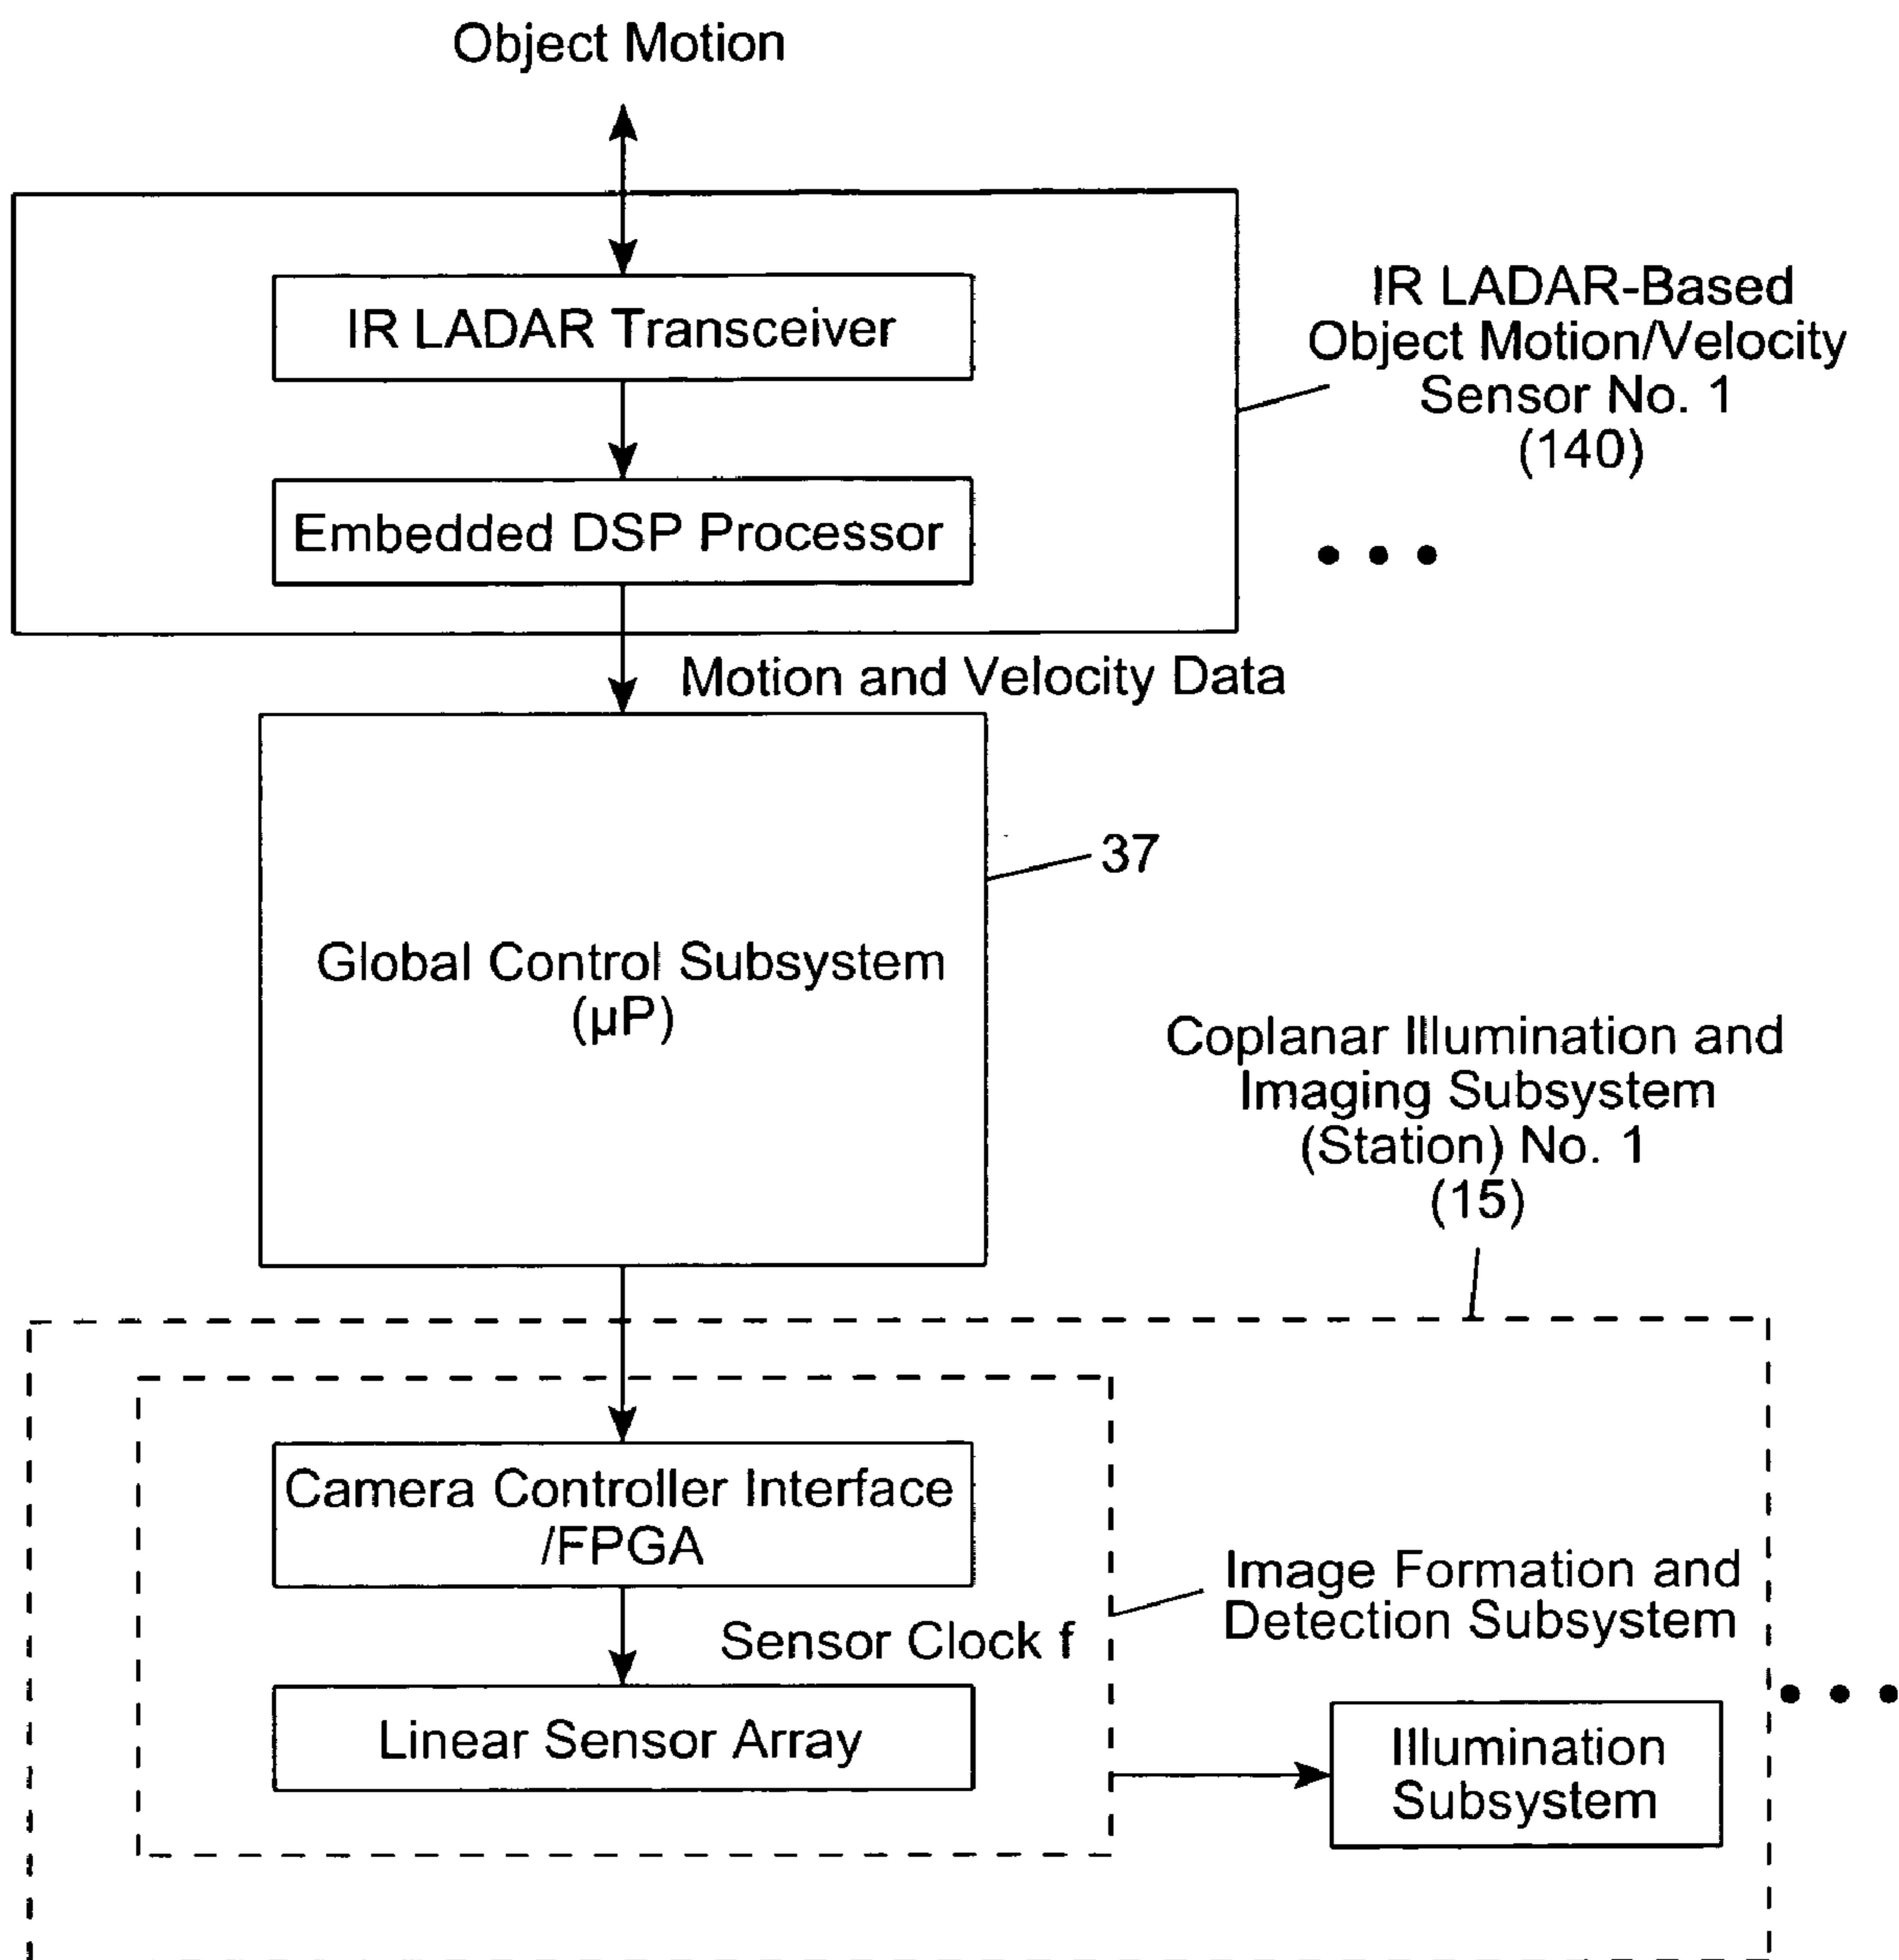 Object Motion
IR LADAR Transceiver
Embedded DSP Processor
IR LADAR-Based
Object Motion/Velocity
Sensor No. 1
(140)
Motion and Velocity Data
37
Global Control Subsystem
(µP)
Coplanar Illumination and
Imaging Subsystem
(Station) No. 1
(15)
Camera Controller Interface
/FPGA
Sensor Clock f
Linear Sensor Array
Image Formation and
Detection Subsystem
Illumination
Subsystem